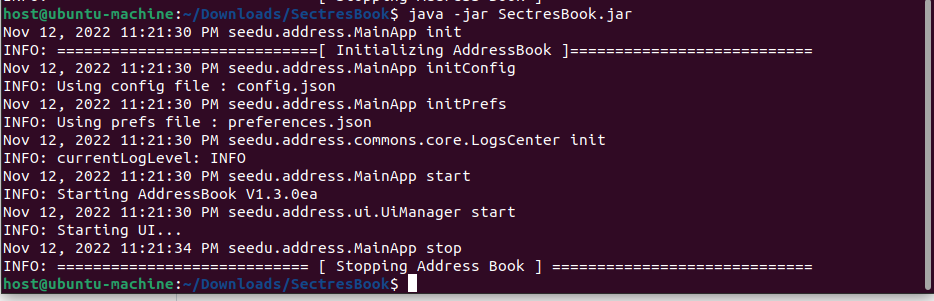 host@ubuntu-machine:~/Downloads/SectresBook$ java -jar SectresBook.jar
Nov 12, 2022 11:21:30 PM seedu.address.MainApp init
INFO: =============================[ Initializing AddressBook ]===========================
Nov 12, 2022 11:21:30 PM seedu.address.MainApp initConfig
INFO: Using config file : config.json
Nov 12, 2022 11:21:30 PM seedu.address.MainApp initPrefs
INFO: Using prefs file : preferences.json
Nov 12, 2022 11:21:30 PM seedu.address.commons.core.LogsCenter init
INFO: currentLogLevel: INFO
Nov 12, 2022 11:21:30 PM seedu.address.MainApp start
INFO: Starting AddressBook V1.3.0ea
Nov 12, 2022 11:21:30 PM seedu.address.ui.UiManager start
INFO: Starting UI...
Nov 12, 2022 11:21:34 PM seedu.address.MainApp stop
INFO: ============================ [ Stopping Address Book ] =============================
host@ubuntu-machine:~/Downloads/SectresBook$